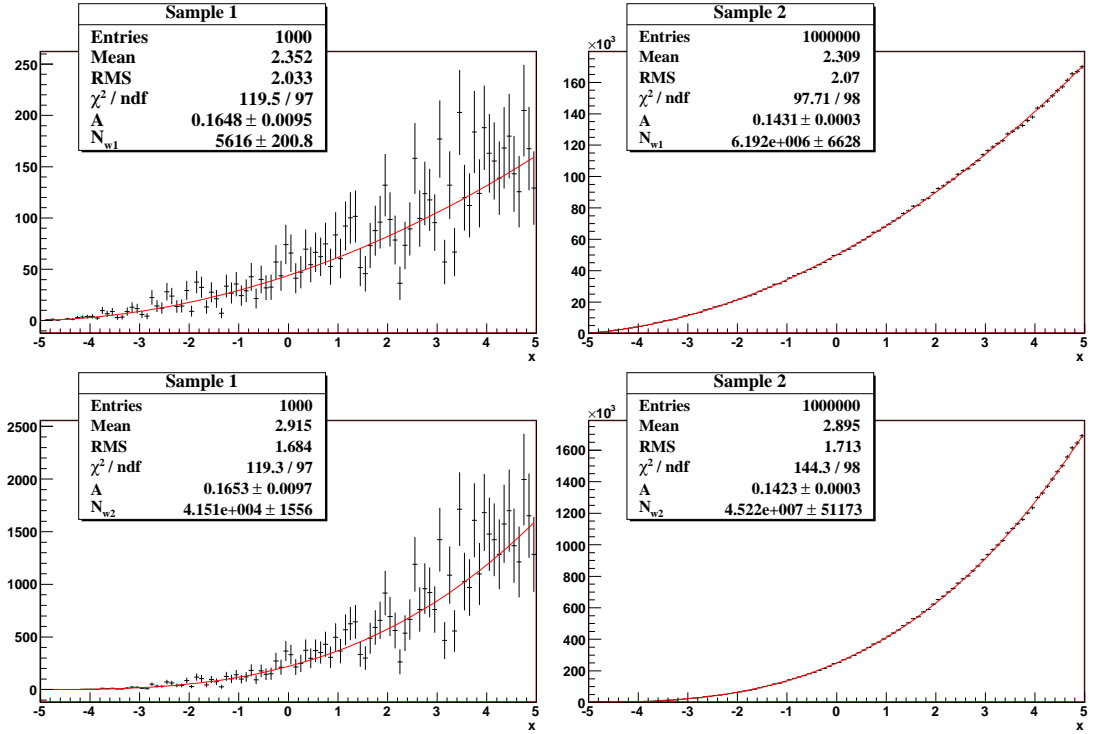 Sample 1
Entries 1000
Mean 2.352
RMS 2.033
χ² / ndf 119.5 / 97
A 0.1648 ± 0.0095
N_w1 5616 ± 200.8
250
200
150
100
50
0
-5 -4 -3 -2 -1 0 1 2 3 4 5
x
Sample 2
Entries 1000000
Mean 2.309
RMS 2.07
χ² / ndf 97.71 / 98
A 0.1431 ± 0.0003
N_w1 6.192e+006 ± 6628
×10³
160
140
120
100
80
60
40
20
0
-5 -4 -3 -2 -1 0 1 2 3 4 5
x
Sample 1
Entries 1000
Mean 2.915
RMS 1.684
χ² / ndf 119.3 / 97
A 0.1653 ± 0.0097
N_w2 4.151e+004 ± 1556
2500
2000
1500
1000
500
0
-5 -4 -3 -2 -1 0 1 2 3 4 5
x
Sample 2
Entries 1000000
Mean 2.895
RMS 1.713
χ² / ndf 144.3 / 98
A 0.1423 ± 0.0003
N_w2 4.522e+007 ± 51173
×10³
1600
1400
1200
1000
800
600
400
200
0
-5 -4 -3 -2 -1 0 1 2 3 4 5
x